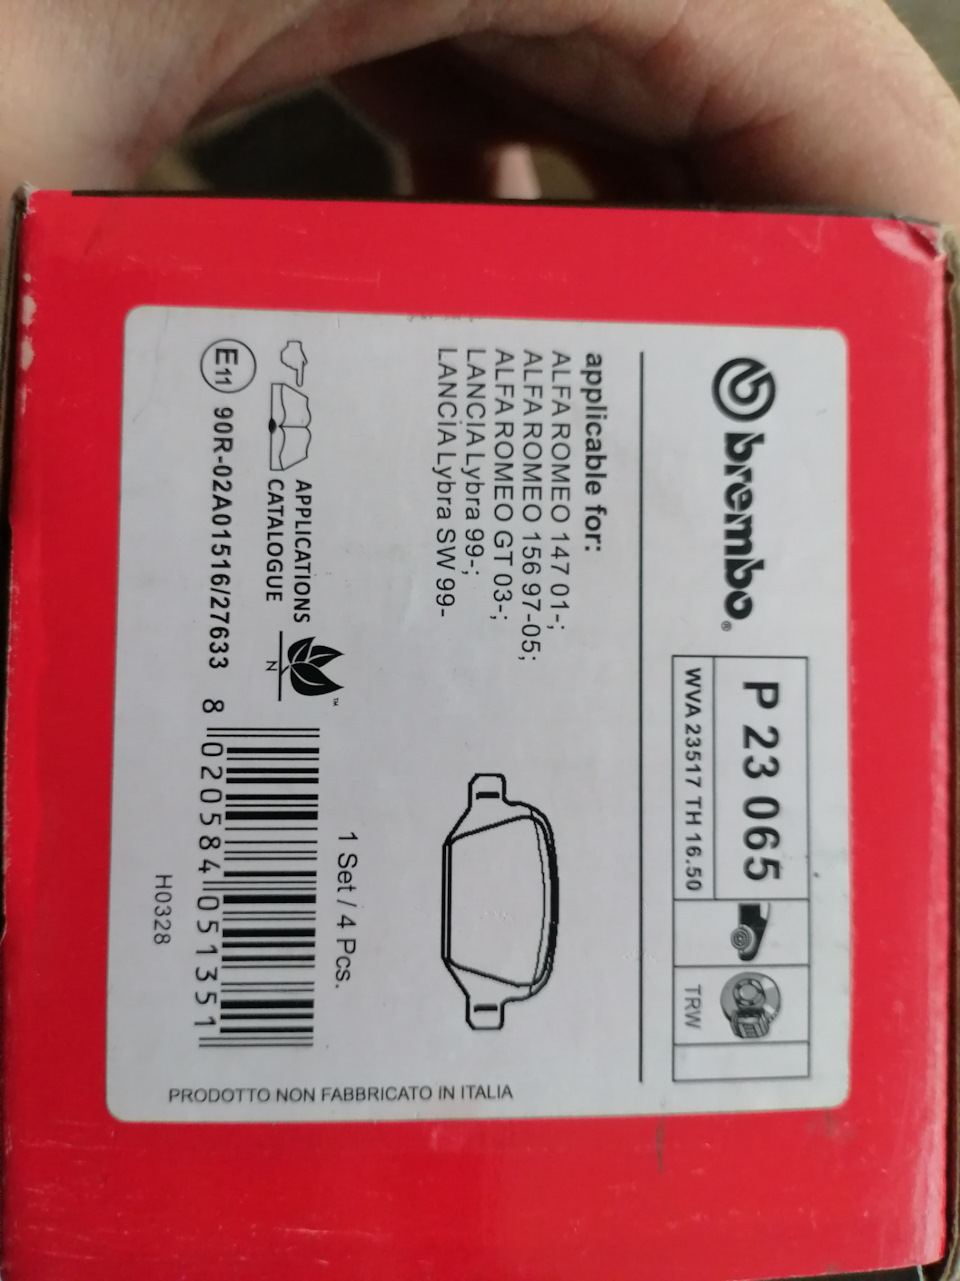 brembo®
P 23 065
WVA 23517 TH 16.50
TRW
applicable for:
ALFA ROMEO 147 01-;
ALFA ROMEO 156 97-05;
ALFA ROMEO GT 03-;
LANCIA Lybra 99-;
LANCIA Lybra SW 99-
1 Set / 4 Pcs.
APPLICATIONS
CATALOGUE
N
™
E11 90R-02A01516/27633
8 020584 051351
H0328
PRODOTTO NON FABBRICATO IN ITALIA